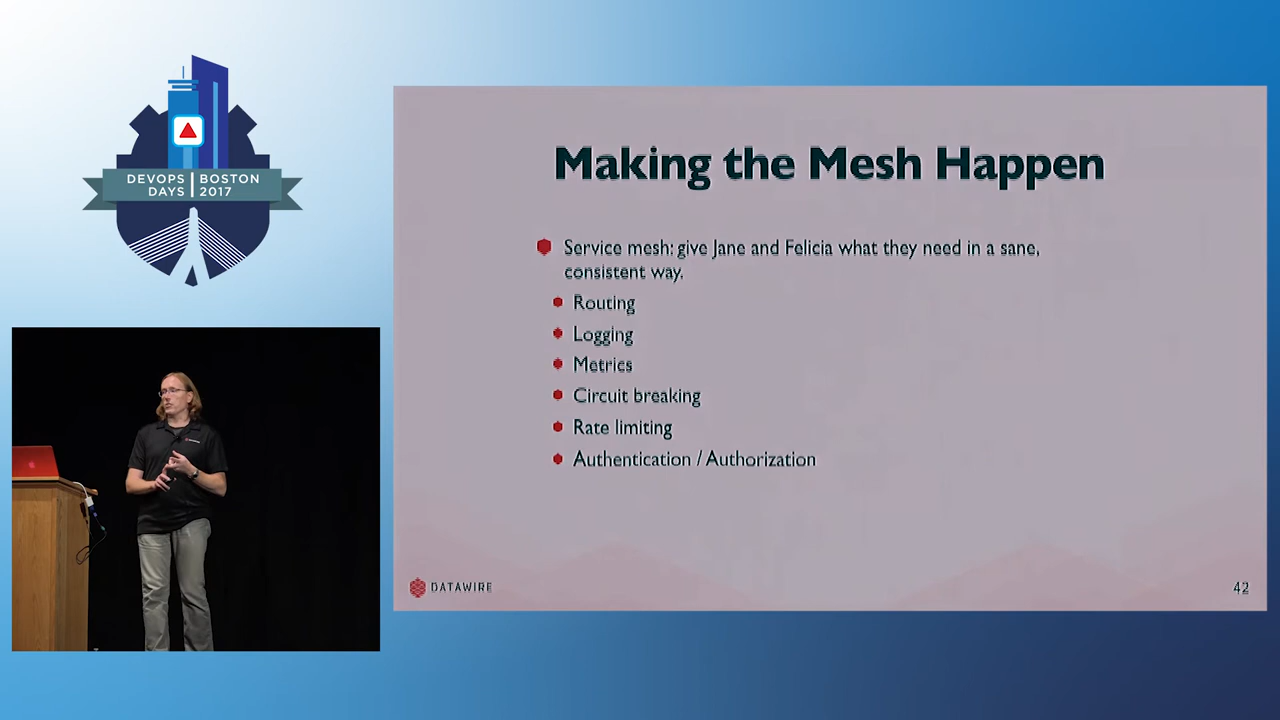 DEVOPS DAYS
BOSTON 2017
Making the Mesh Happen
Service mesh: give Jane and Felicia what they need in a sane,
consistent way.
Routing
Logging
Metrics
Circuit breaking
Rate limiting
Authentication / Authorization
DATAWIRE
42